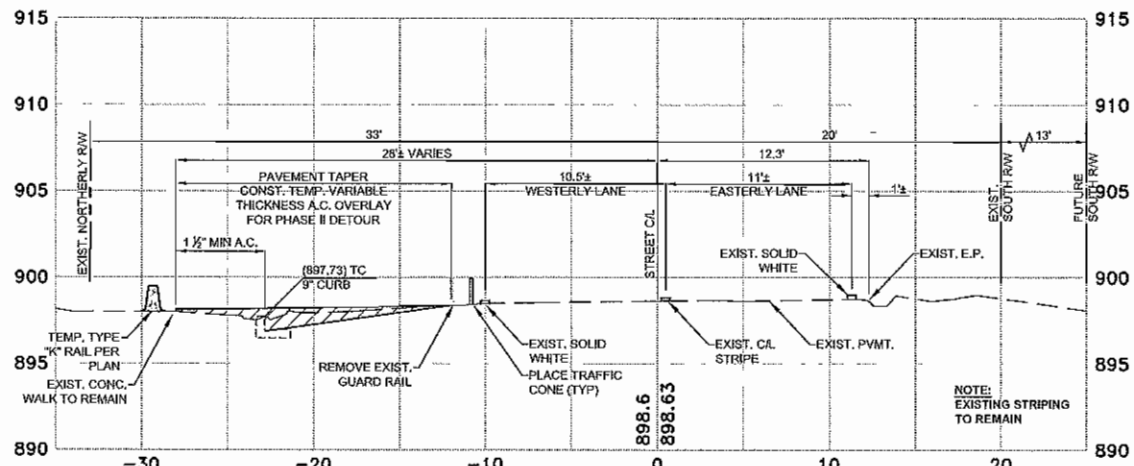 915
915
910
910
33'
20'
13'
28'± VARIES
12.3'
PAVEMENT TAPER
CONST. TEMP. VARIABLE
THICKNESS A.C. OVERLAY
FOR PHASE II DETOUR
10.5'±
WESTERLY LANE
11'±
EASTERLY LANE
1'±
905
905
EXIST. NORTHERLY R/W
STREET C/L
EXIST.
SOUTH R/W
FUTURE
SOUTH R/W
1 ½" MIN A.C.
(897.73) TC
9" CURB
EXIST. SOLID
WHITE
EXIST. E.P.
900
900
TEMP. TYPE
"K" RAIL PER
PLAN
EXIST. CONC.
WALK TO REMAIN
REMOVE EXIST.
GUARD RAIL
EXIST. SOLID
WHITE
PLACE TRAFFIC
CONE (TYP)
EXIST. C/L
STRIPE
EXIST. PVMT.
895
895
898.6
898.63
NOTE:
EXISTING STRIPING
TO REMAIN
890
890
-30
-20
-10
0
10
20